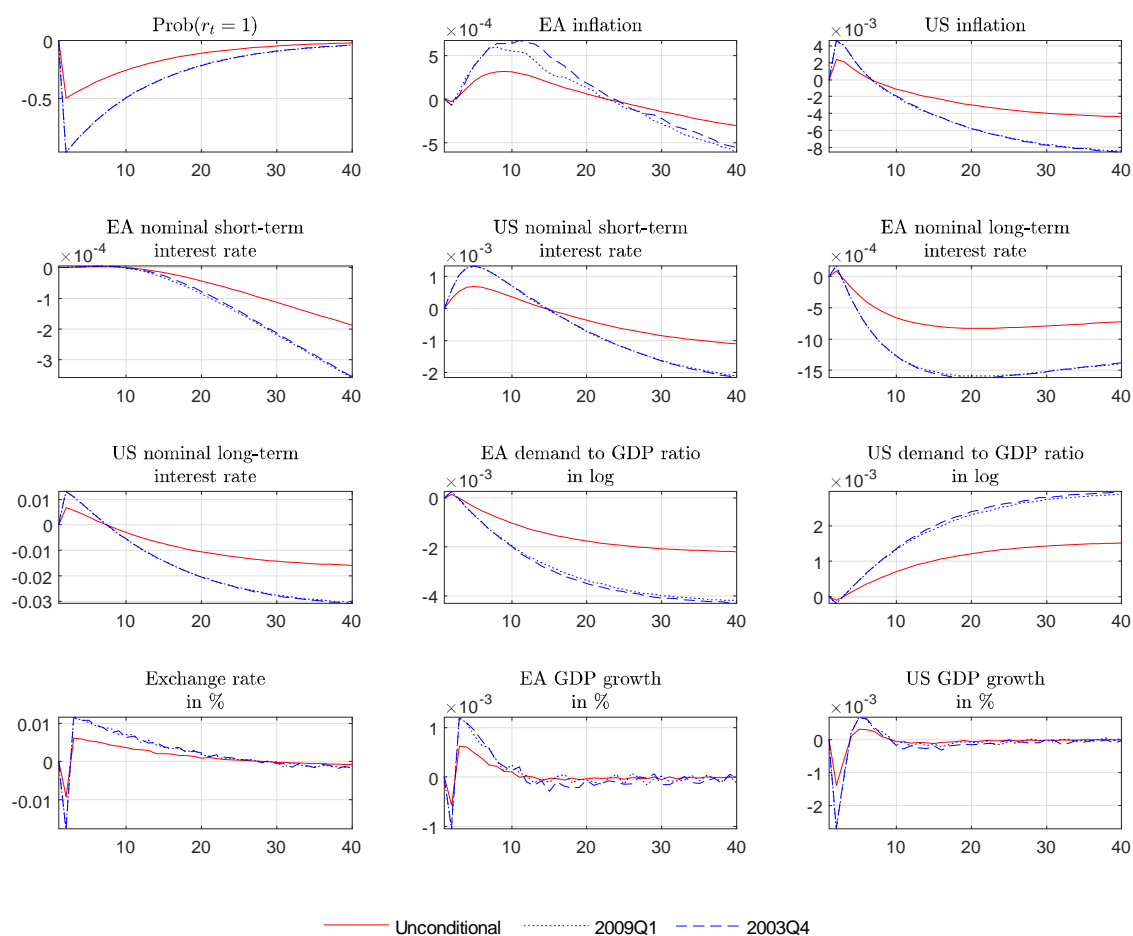 Prob(r_t = 1)
0
-0.5
10 20 30 40
EA inflation
×10^-4
5
0
-5
10 20 30 40
US inflation
×10^-3
4
2
0
-2
-4
-6
-8
10 20 30 40
EA nominal short-term
interest rate
×10^-4
0
-1
-2
-3
10 20 30 40
US nominal short-term
interest rate
×10^-3
1
0
-1
-2
10 20 30 40
EA nominal long-term
interest rate
×10^-4
0
-5
-10
-15
10 20 30 40
US nominal long-term
interest rate
0.01
0
-0.01
-0.02
-0.03
10 20 30 40
EA demand to GDP ratio
in log
×10^-3
0
-2
-4
10 20 30 40
US demand to GDP ratio
in log
×10^-3
2
1
0
10 20 30 40
Exchange rate
in %
0.01
0
-0.01
10 20 30 40
EA GDP growth
in %
×10^-3
1
0
-1
10 20 30 40
US GDP growth
in %
×10^-3
0
-1
-2
10 20 30 40
Unconditional 2009Q1 2003Q4